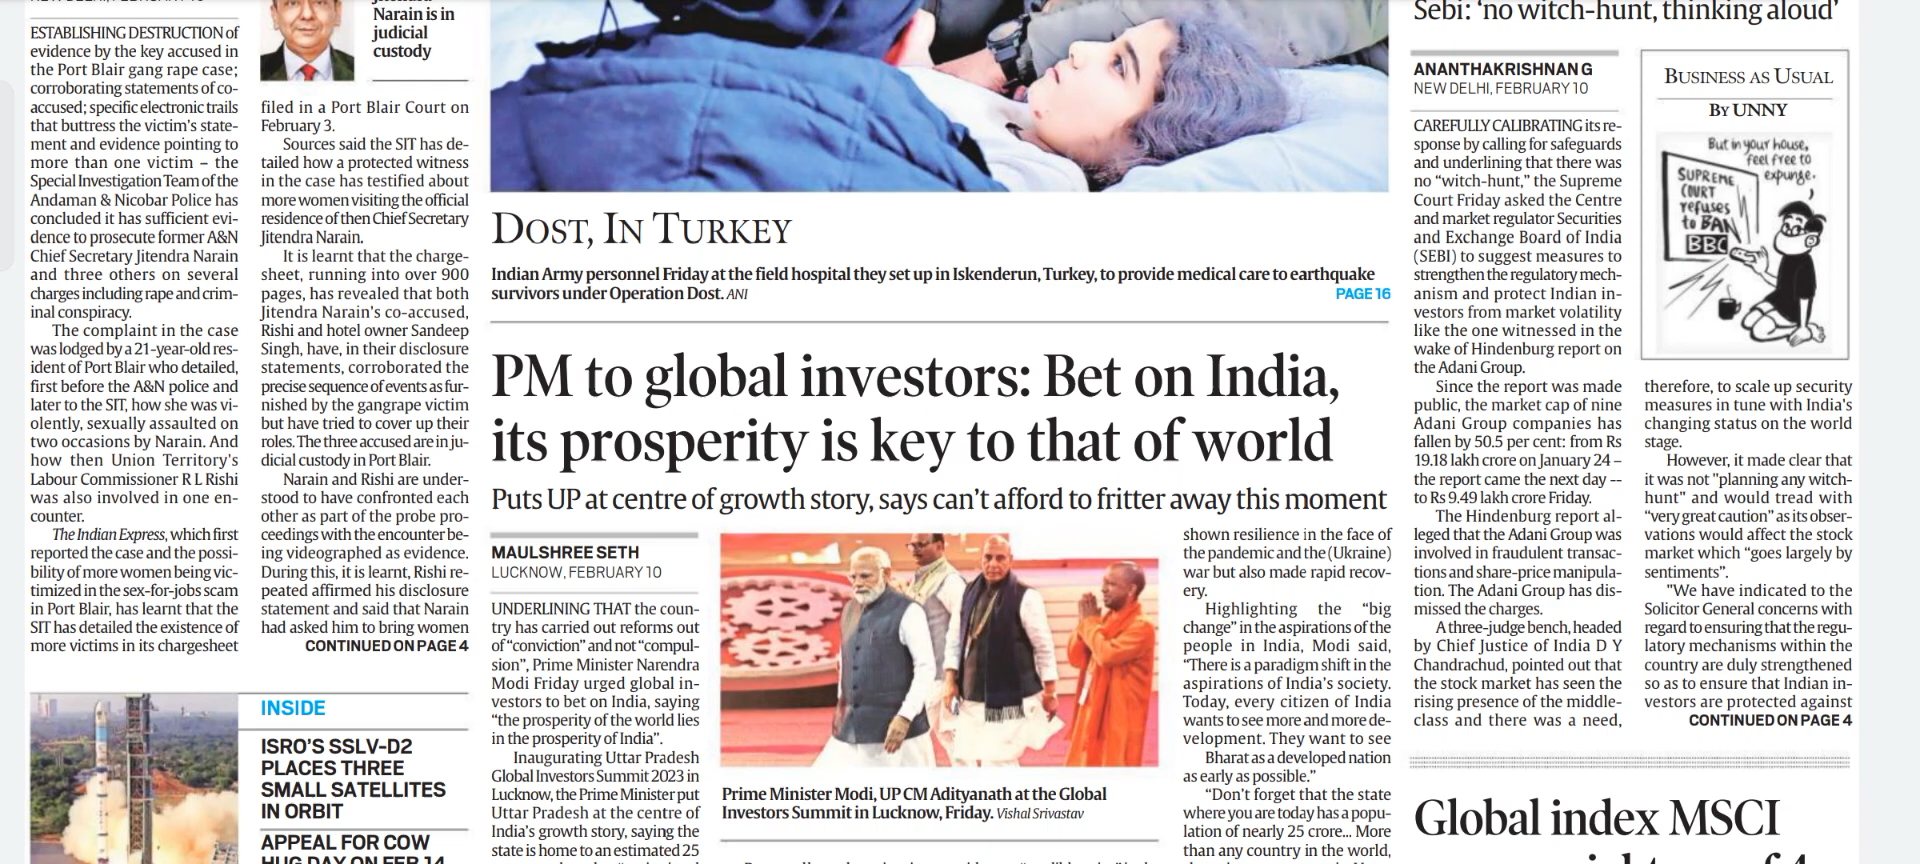 ESTABLISHING DESTRUCTION of
evidence by the key accused in
the Port Blair gang rape case;
corroborating statements of co-
accused; specific electronic trails
that buttress the victim's state-
ment and evidence pointing to
more than one victim – the
Special Investigation Team of the
Andaman & Nicobar Police has
concluded it has sufficient evi-
dence to prosecute former A&N
Chief Secretary Jitendra Narain
and three others on several
charges including rape and crim-
inal conspiracy.
The complaint in the case
was lodged by a 21-year-old res-
ident of Port Blair who detailed,
first before the A&N police and
later to the SIT, how she was vi-
olently, sexually assaulted on
two occasions by Narain. And
how then Union Territory's
Labour Commissioner R L Rishi
was also involved in one en-
counter.
The Indian Express, which first
reported the case and the possi-
bility of more women being vic-
timized in the sex-for-jobs scam
in Port Blair, has learnt that the
SIT has detailed the existence of
more victims in its chargesheet
Narain is in
judicial
custody
filed in a Port Blair Court on
February 3.
Sources said the SIT has de-
tailed how a protected witness
in the case has testified about
more women visiting the official
residence of then Chief Secretary
Jitendra Narain.
It is learnt that the charge-
sheet, running into over 900
pages, has revealed that both
Jitendra Narain's co-accused,
Rishi and hotel owner Sandeep
Singh, have, in their disclosure
statements, corroborated the
precise sequence of events as fur-
nished by the gangrape victim
but have tried to cover up their
roles. The three accused are in ju-
dicial custody in Port Blair.
Narain and Rishi are under-
stood to have confronted each
other as part of the probe pro-
ceedings with the encounter be-
ing videographed as evidence.
During this, it is learnt, Rishi re-
peated affirmed his disclosure
statement and said that Narain
had asked him to bring women
CONTINUED ON PAGE 4
INSIDE
ISRO'S SSLV-D2
PLACES THREE
SMALL SATELLITES
IN ORBIT
APPEAL FOR COW
HUG DAY ON FEB 14
DOST, IN TURKEY
Indian Army personnel Friday at the field hospital they set up in Iskenderun, Turkey, to provide medical care to earthquake
survivors under Operation Dost. ANI
PAGE 16
PM to global investors: Bet on India,
its prosperity is key to that of world
Puts UP at centre of growth story, says can't afford to fritter away this moment
MAULSHREE SETH
LUCKNOW, FEBRUARY 10
UNDERLINING THAT the coun-
try has carried out reforms out
of "conviction" and not "compul-
sion", Prime Minister Narendra
Modi Friday urged global in-
vestors to bet on India, saying
"the prosperity of the world lies
in the prosperity of India".
Inaugurating Uttar Pradesh
Global Investors Summit 2023 in
Lucknow, the Prime Minister put
Uttar Pradesh at the centre of
India's growth story, saying the
state is home to an estimated 25
Prime Minister Modi, UP CM Adityanath at the Global
Investors Summit in Lucknow, Friday. Vishal Srivastav
shown resilience in the face of
the pandemic and the (Ukraine)
war but also made rapid recov-
ery.
Highlighting the "big
change" in the aspirations of the
people in India, Modi said,
"There is a paradigm shift in the
aspirations of India's society.
Today, every citizen of India
wants to see more and more de-
velopment. They want to see
Bharat as a developed nation
as early as possible."
"Don't forget that the state
where you are today has a popu-
lation of nearly 25 crore... More
than any country in the world,
Sebi: 'no witch-hunt, thinking aloud'
ANANTHAKRISHNAN G
NEW DELHI, FEBRUARY 10
CAREFULLY CALIBRATING its re-
sponse by calling for safeguards
and underlining that there was
no "witch-hunt," the Supreme
Court Friday asked the Centre
and market regulator Securities
and Exchange Board of India
(SEBI) to suggest measures to
strengthen the regulatory mech-
anism and protect Indian in-
vestors from market volatility
like the one witnessed in the
wake of Hindenburg report on
the Adani Group.
Since the report was made
public, the market cap of nine
Adani Group companies has
fallen by 50.5 per cent: from Rs
19.18 lakh crore on January 24 –
the report came the next day --
to Rs 9.49 lakh crore Friday.
The Hindenburg report al-
leged that the Adani Group was
involved in fraudulent transac-
tions and share-price manipula-
tion. The Adani Group has dis-
missed the charges.
A three-judge bench, headed
by Chief Justice of India D Y
Chandrachud, pointed out that
the stock market has seen the
rising presence of the middle-
class and there was a need,
BUSINESS AS USUAL
BY UNNY
But in your house,
feel free to
expunge.
SUPREME
COURT
refuses
to BAN
BBC
therefore, to scale up security
measures in tune with India's
changing status on the world
stage.
However, it made clear that
it was not "planning any witch-
hunt" and would tread with
"very great caution" as its obser-
vations would affect the stock
market which "goes largely by
sentiments".
"We have indicated to the
Solicitor General concerns with
regard to ensuring that the regu-
latory mechanisms within the
country are duly strengthened
so as to ensure that Indian in-
vestors are protected against
CONTINUED ON PAGE 4
Global index MSCI